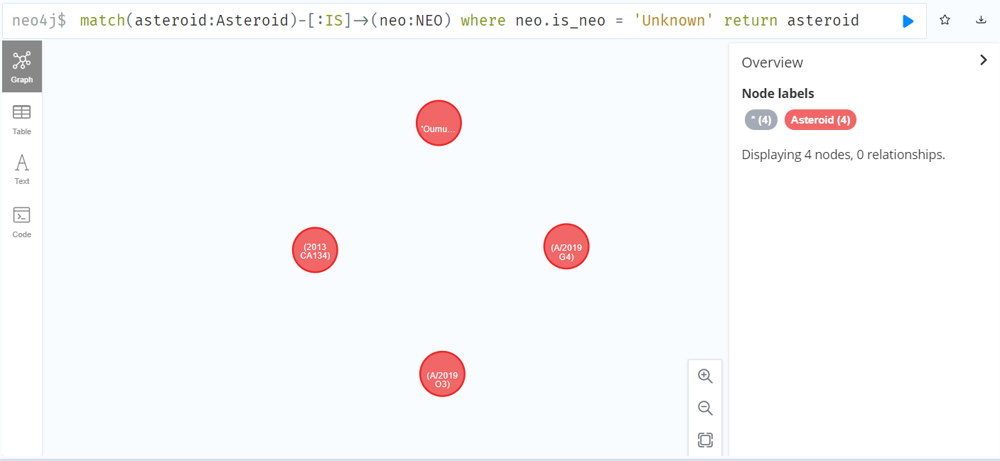 neo4j$ match(asteroid:Asteroid)-[:IS]->(neo:NEO) where neo.is_neo = 'Unknown' return asteroid
Graph
Table
Text
Code
'Oumu...
(2013
CA134)
(A/2019
G4)
(A/2019
O3)
Overview
Node labels
* (4) Asteroid (4)
Displaying 4 nodes, 0 relationships.